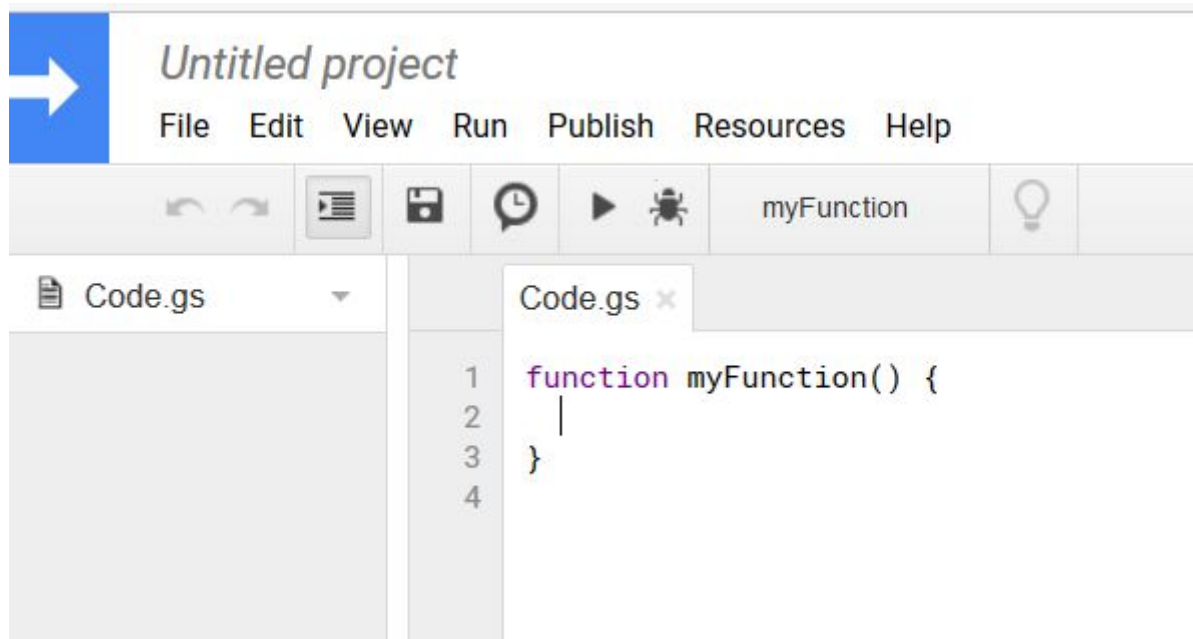 Untitled project
File Edit View Run Publish Resources Help
myFunction
Code.gs
Code.gs
1 function myFunction() {
2
3 }
4